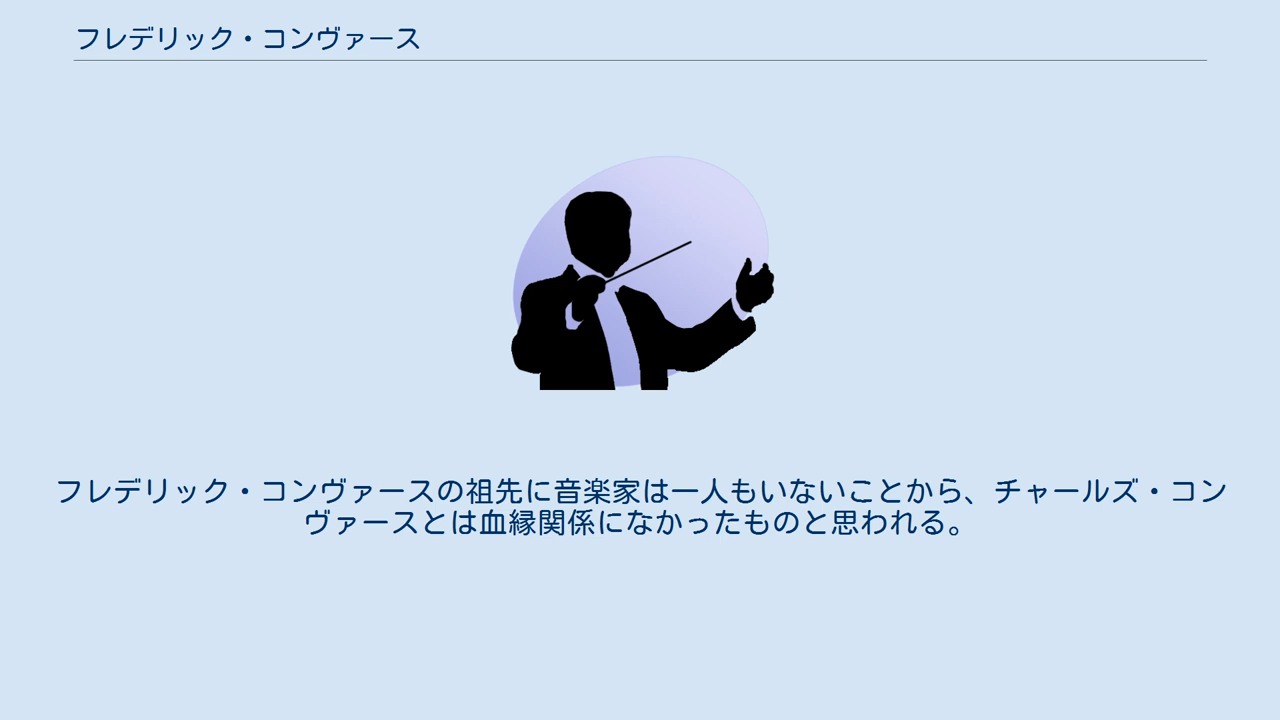 フレデリック・コンヴァース
フレデリック・コンヴァースの祖先に音楽家は一人もいないことから、チャールズ・コン
ヴァースとは血縁関係になかったものと思われる。